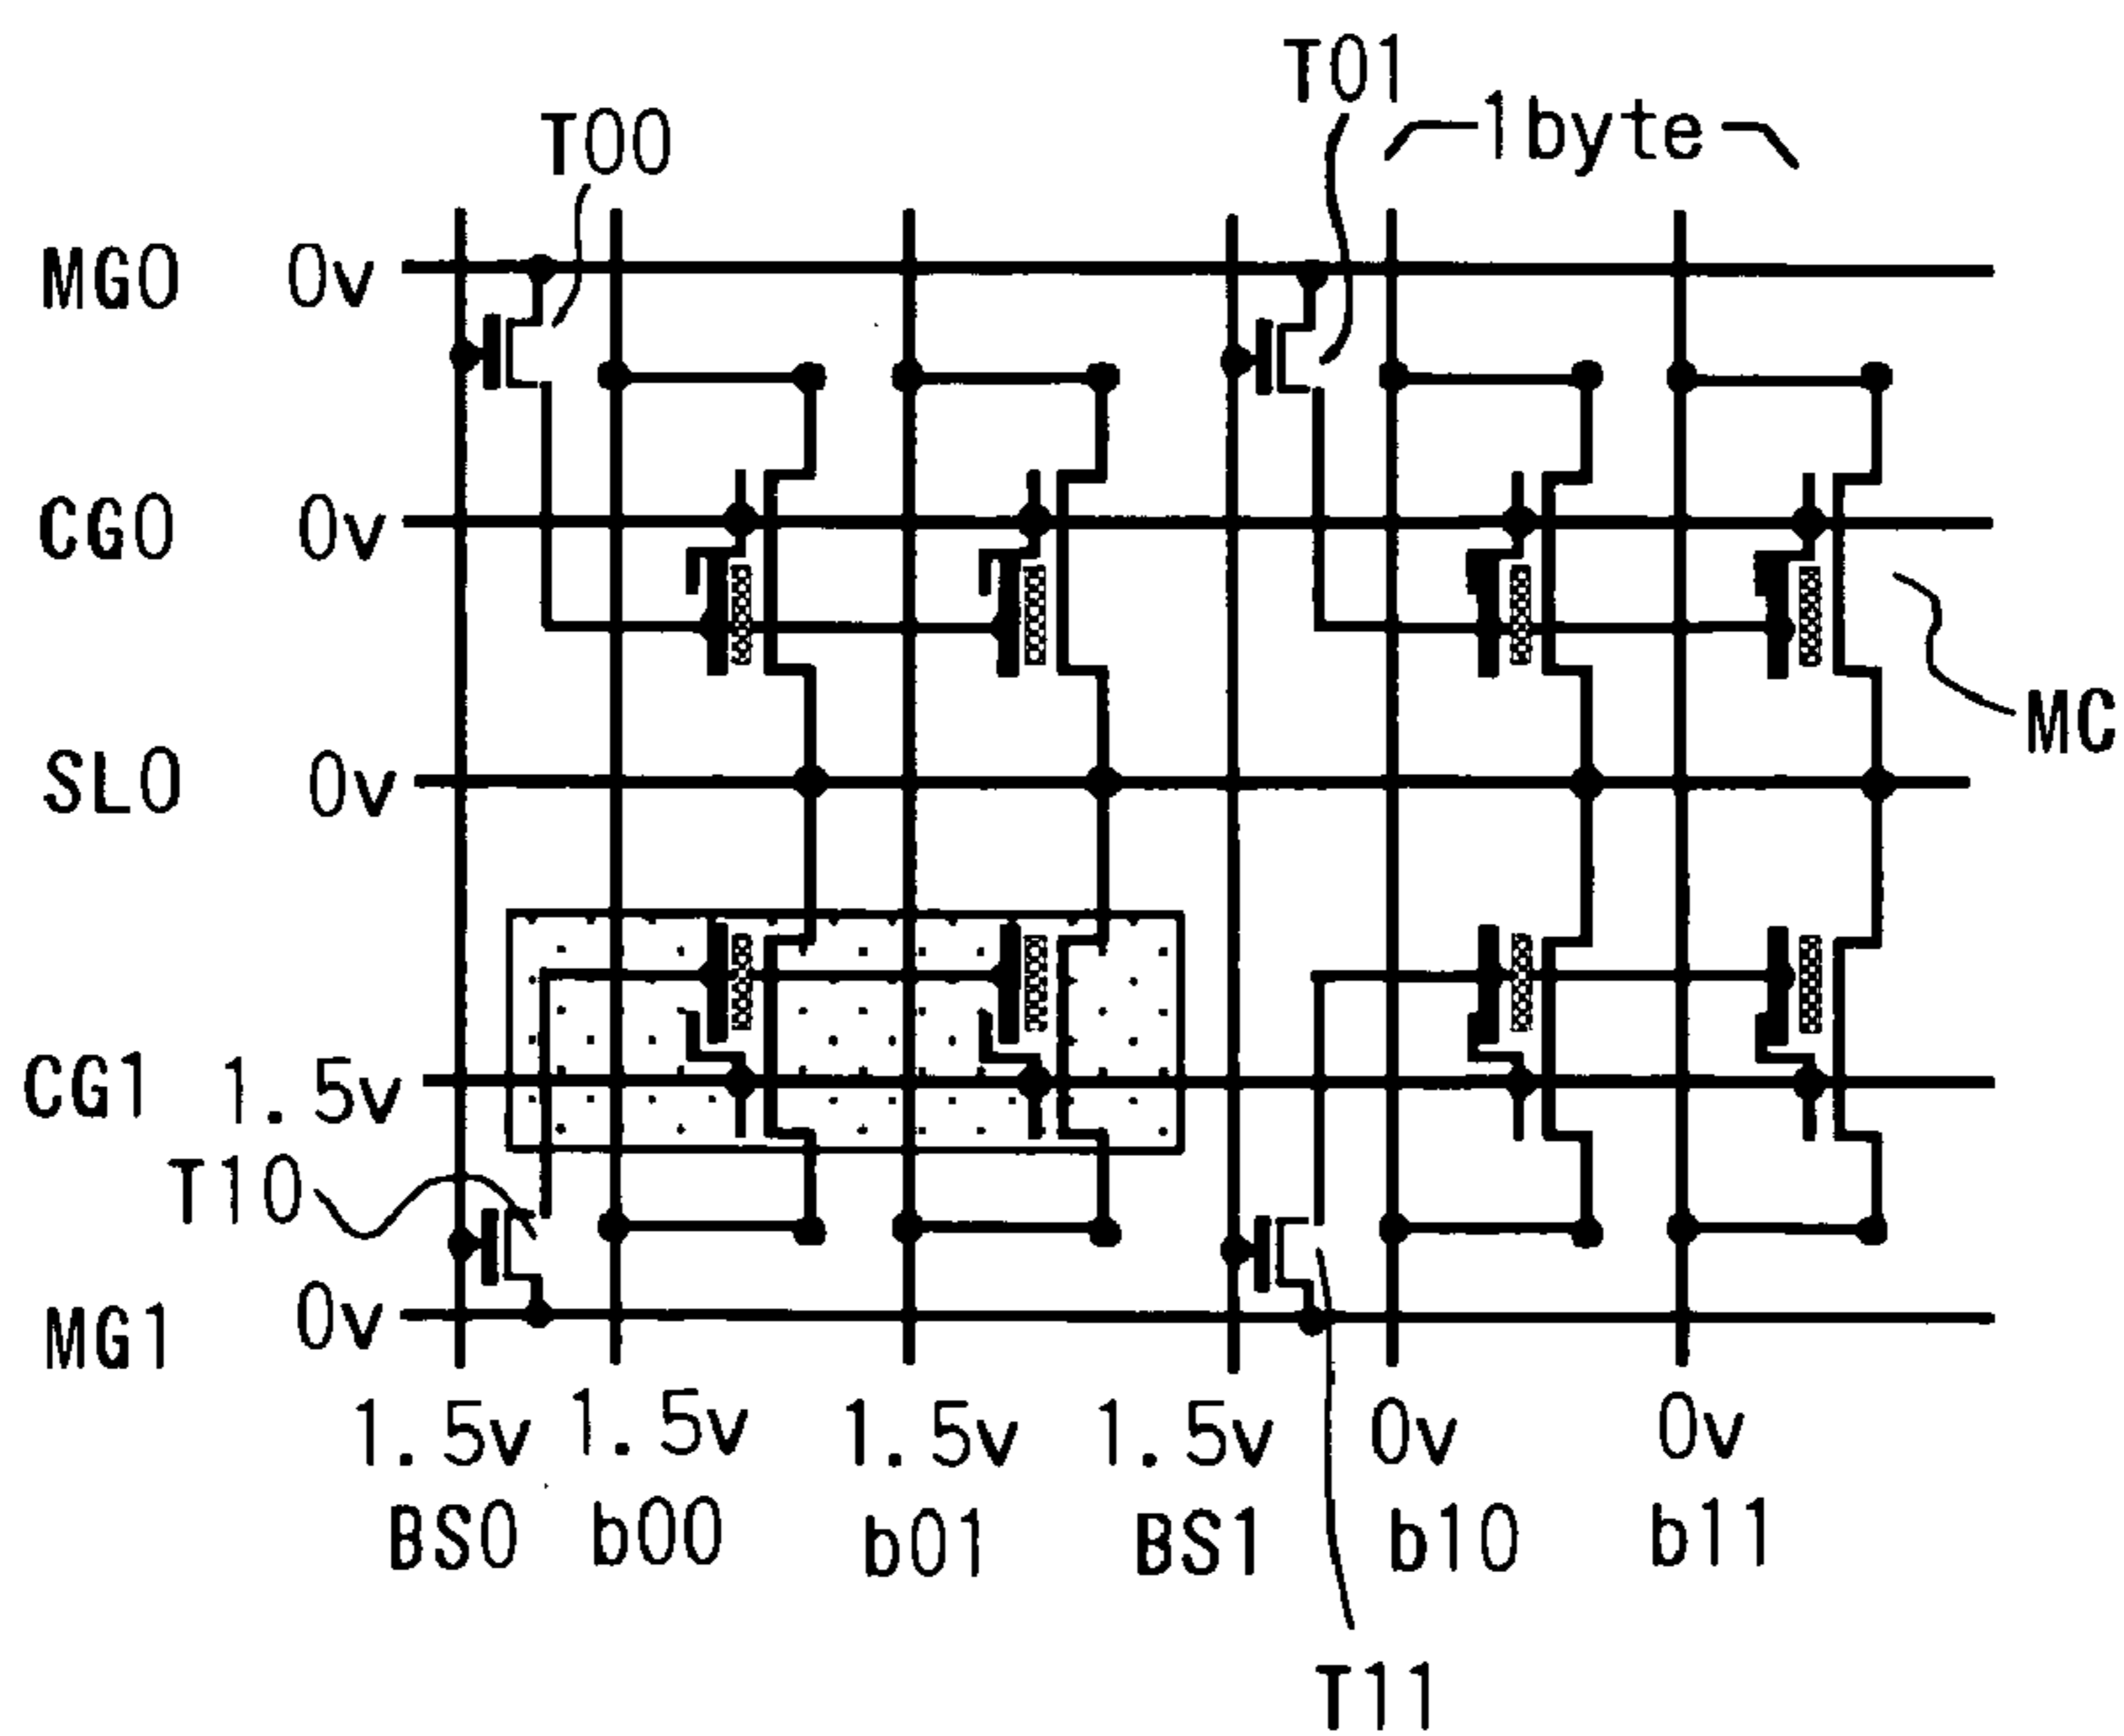 T01
T00
1byte
MG0 0v
CG0 0v
MC
SL0 0v
CG1 1.5v
T10
MG1 0v
1.5v 1.5v 1.5v 1.5v 0v 0v
BS0 b00 b01 BS1 b10 b11
T11